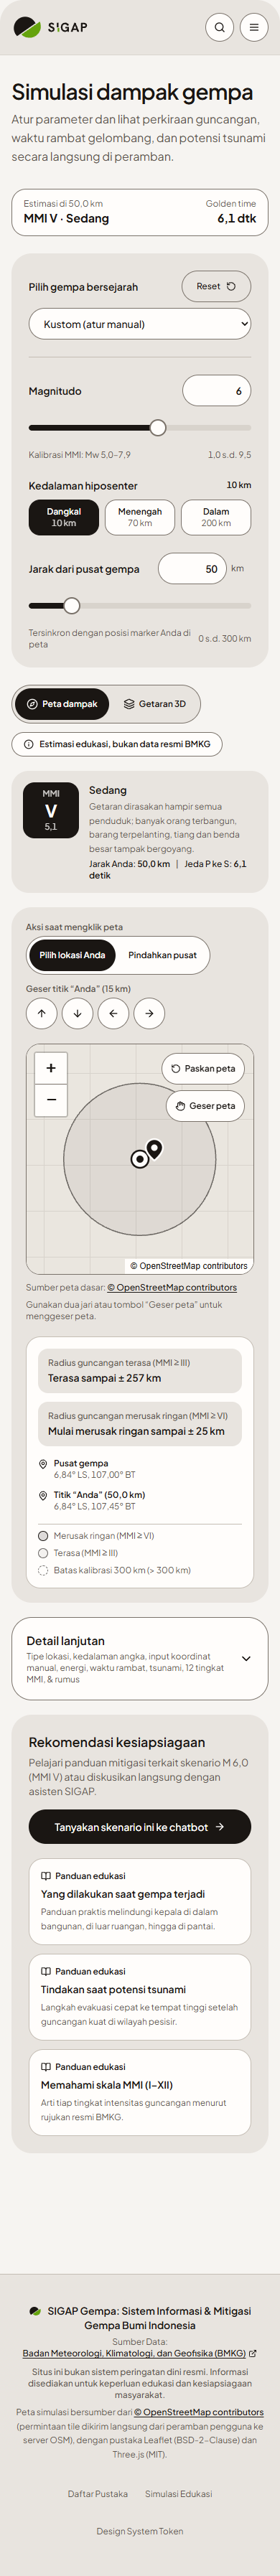 SIGAP
Simulasi dampak gempa
Atur parameter dan lihat perkiraan guncangan,
waktu rambat gelombang, dan potensi tsunami
secara langsung di peramban.
Estimasi di 50,0 km
Golden time
MMI V · Sedang
6,1 dtk
Pilih gempa bersejarah
Reset
Kustom (atur manual)
Magnitudo
6
Kalibrasi MMI: Mw 5,0–7,9
1,0 s.d. 9,5
Kedalaman hiposenter
10 km
Dangkal
10 km
Menengah
70 km
Dalam
200 km
Jarak dari pusat gempa
50
km
Tersinkron dengan posisi marker Anda di
peta
0 s.d. 300 km
Peta dampak
Getaran 3D
Estimasi edukasi, bukan data resmi BMKG
MMI
V
5,1
Sedang
Getaran dirasakan hampir semua
penduduk; banyak orang terbangun,
barang terpelanting, tiang dan benda
besar tampak bergoyang.
Jarak Anda: 50,0 km | Jeda P ke S: 6,1
detik
Aksi saat mengklik peta
Pilih lokasi Anda
Pindahkan pusat
Geser titik "Anda" (15 km)
+
−
Paskan peta
Geser peta
© OpenStreetMap contributors
Sumber peta dasar: © OpenStreetMap contributors
Gunakan dua jari atau tombol "Geser peta" untuk
menggeser peta.
Radius guncangan terasa (MMI ≥ III)
Terasa sampai ± 257 km
Radius guncangan merusak ringan (MMI ≥ VI)
Mulai merusak ringan sampai ± 25 km
Pusat gempa
6,84° LS, 107,00° BT
Titik "Anda" (50,0 km)
6,84° LS, 107,45° BT
Merusak ringan (MMI ≥ VI)
Terasa (MMI ≥ III)
Batas kalibrasi 300 km (> 300 km)
Detail lanjutan
Tipe lokasi, kedalaman angka, input koordinat
manual, energi, waktu rambat, tsunami, 12 tingkat
MMI, & rumus
Rekomendasi kesiapsiagaan
Pelajari panduan mitigasi terkait skenario M 6,0
(MMI V) atau diskusikan langsung dengan
asisten SIGAP.
Tanyakan skenario ini ke chatbot
Panduan edukasi
Yang dilakukan saat gempa terjadi
Panduan praktis melindungi kepala di dalam
bangunan, di luar ruangan, hingga di pantai.
Panduan edukasi
Tindakan saat potensi tsunami
Langkah evakuasi cepat ke tempat tinggi setelah
guncangan kuat di wilayah pesisir.
Panduan edukasi
Memahami skala MMI (I–XII)
Arti tiap tingkat intensitas guncangan menurut
rujukan resmi BMKG.
SIGAP Gempa: Sistem Informasi & Mitigasi
Gempa Bumi Indonesia
Sumber Data:
Badan Meteorologi, Klimatologi, dan Geofisika (BMKG)
Situs ini bukan sistem peringatan dini resmi. Informasi
disediakan untuk keperluan edukasi dan kesiapsiagaan
masyarakat.
Peta simulasi bersumber dari © OpenStreetMap contributors
(permintaan tile dikirim langsung dari peramban pengguna ke
server OSM), dengan pustaka Leaflet (BSD-2-Clause) dan
Three.js (MIT).
Daftar Pustaka
Simulasi Edukasi
Design System Token